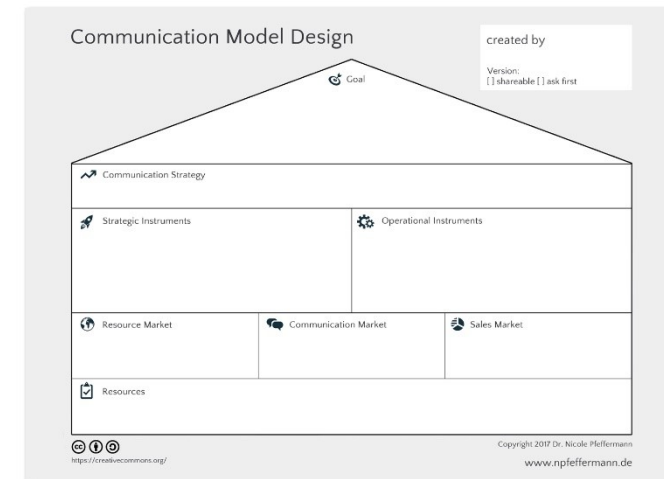 Communication Model Design
created by
Version:
[ ] shareable [ ] ask first
Goal
Communication Strategy
Strategic Instruments
Operational Instruments
Resource Market
Communication Market
Sales Market
Resources
cc
https://creativecommons.org/
Copyright 2017 Dr. Nicole Pfeffermann
www.npfeffermann.de